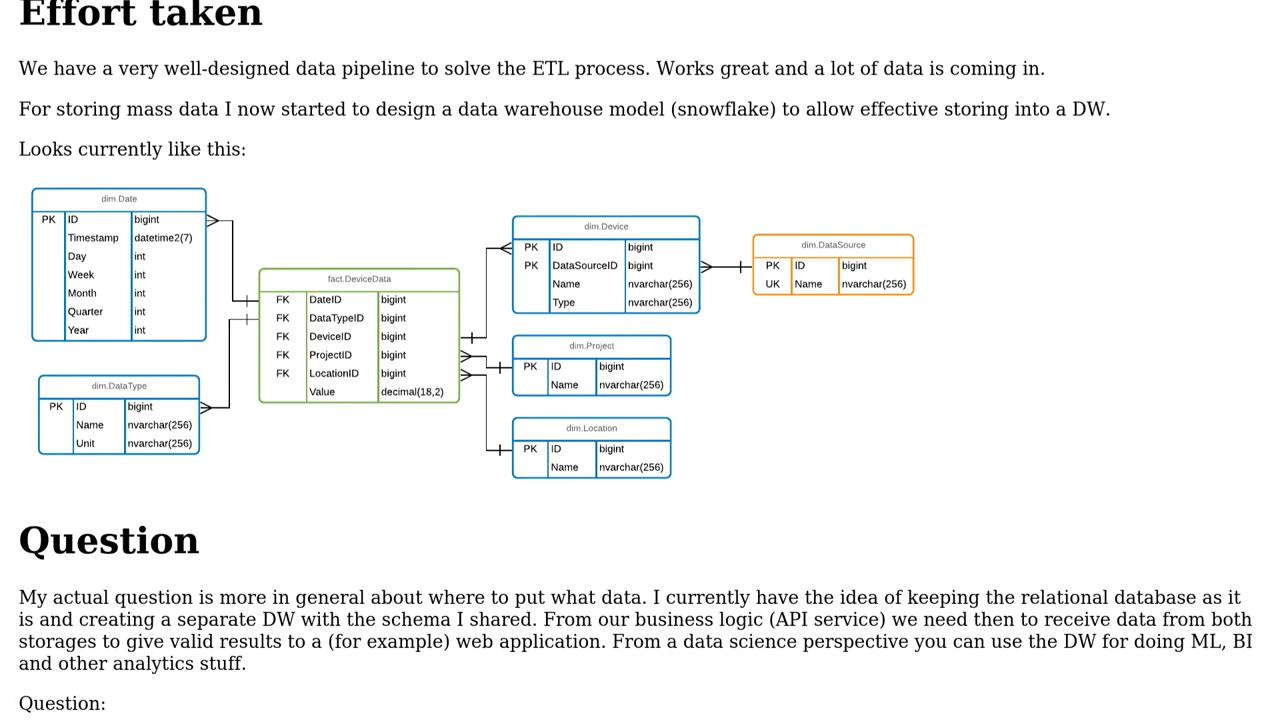 Effort taken
We have a very well-designed data pipeline to solve the ETL process. Works great and a lot of data is coming in.
For storing mass data I now started to design a data warehouse model (snowflake) to allow effective storing into a DW.
Looks currently like this:
dim.Date
PK ID bigint
Timestamp datetime2(7)
Day int
Week int
Month int
Quarter int
Year int
dim.DataType
PK ID bigint
Name nvarchar(256)
Unit nvarchar(256)
fact.DeviceData
FK DateID bigint
FK DataTypeID bigint
FK DeviceID bigint
FK ProjectID bigint
FK LocationID bigint
Value decimal(18,2)
dim.Device
PK ID bigint
PK DataSourceID bigint
Name nvarchar(256)
Type nvarchar(256)
dim.Project
PK ID bigint
Name nvarchar(256)
dim.Location
PK ID bigint
Name nvarchar(256)
dim.DataSource
PK ID bigint
UK Name nvarchar(256)
Question
My actual question is more in general about where to put what data. I currently have the idea of keeping the relational database as it
is and creating a separate DW with the schema I shared. From our business logic (API service) we need then to receive data from both
storages to give valid results to a (for example) web application. From a data science perspective you can use the DW for doing ML, BI
and other analytics stuff.
Question: